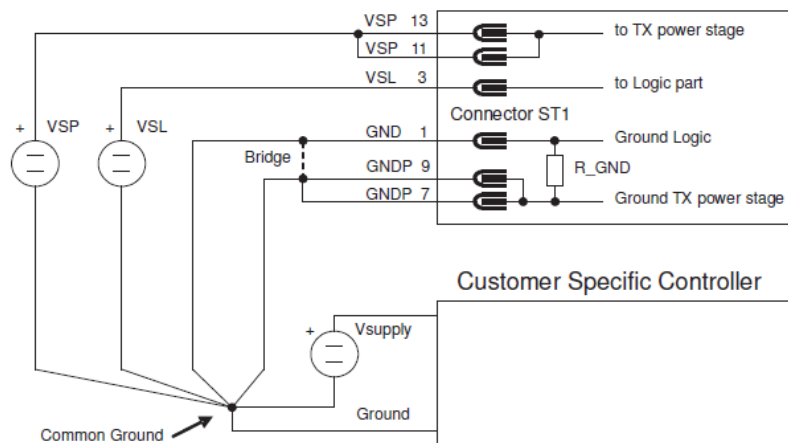 VSP 13
to TX power stage
VSP 11
VSL 3
to Logic part
Connector ST1
+ VSP
+ VSL
GND 1
Ground Logic
Bridge
R_GND
GNDP 9
GNDP 7
Ground TX power stage
Customer Specific Controller
+ Vsupply
Ground
Common Ground